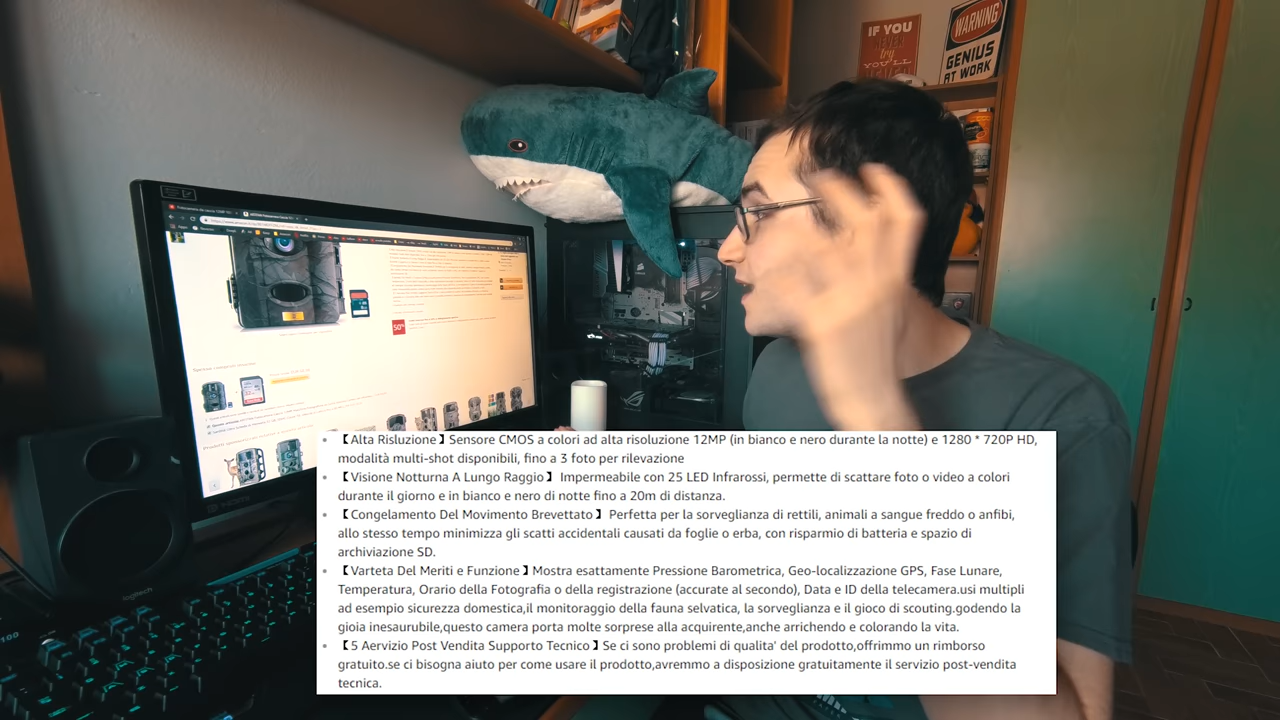 IF YOU
NEVER
try
YOU'LL
WARNING
GENIUS
AT WORK
50%
HDMI
logitech
【Alta Risluzione】Sensore CMOS a colori ad alta risoluzione 12MP (in bianco e nero durante la notte) e 1280 * 720P HD,
modalità multi-shot disponibili, fino a 3 foto per rilevazione
【Visione Notturna A Lungo Raggio】 Impermeabile con 25 LED Infrarossi, permette di scattare foto o video a colori
durante il giorno e in bianco e nero di notte fino a 20m di distanza.
【Congelamento Del Movimento Brevettato】 Perfetta per la sorveglianza di rettili, animali a sangue freddo o anfibi,
allo stesso tempo minimizza gli scatti accidentali causati da foglie o erba, con risparmio di batteria e spazio di
archiviazione SD.
【Varteta Del Meriti e Funzione】Mostra esattamente Pressione Barometrica, Geo-localizzazione GPS, Fase Lunare,
Temperatura, Orario della Fotografia o della registrazione (accurate al secondo), Data e ID della telecamera.usi multipli
ad esempio sicurezza domestica,il monitoraggio della fauna selvatica, la sorveglianza e il gioco di scouting.godendo la
gioia inesaurubile,questo camera porta molte sorprese alla acquirente,anche arrichendo e colorando la vita.
【5 Aervizio Post Vendita Supporto Tecnico】Se ci sono problemi di qualita' del prodotto,offrimmo un rimborso
gratuito.se ci bisogna aiuto per come usare il prodotto,avremmo a disposizione gratuitamente il servizio post-vendita
tecnica.